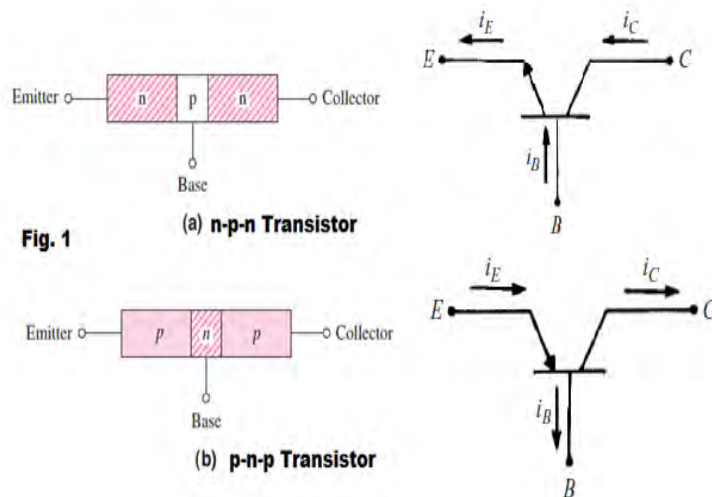 i_E i_C
E C
n p n
Emitter Collector
i_B
Base
B
(a) n-p-n Transistor
Fig. 1
i_E i_C
E C
p n p
Emitter Collector
i_B
Base
(b) p-n-p Transistor
B